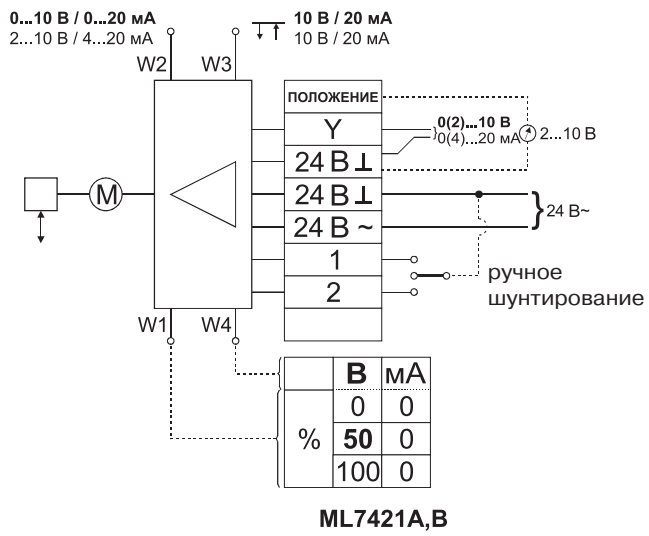 0...10 В / 0...20 мА
2...10 В / 4...20 мА
10 В / 20 мА
10 В / 20 мА
W2
W3
ПОЛОЖЕНИЕ
Y
0(2)...10 В
0(4)...20 мА
2...10 В
24 В ⊥
24 В ⊥
24 В ~
24 В~
M
1
2
ручное
шунтирование
W1
W4
В мА
0 0
% 50 0
100 0
ML7421A,B